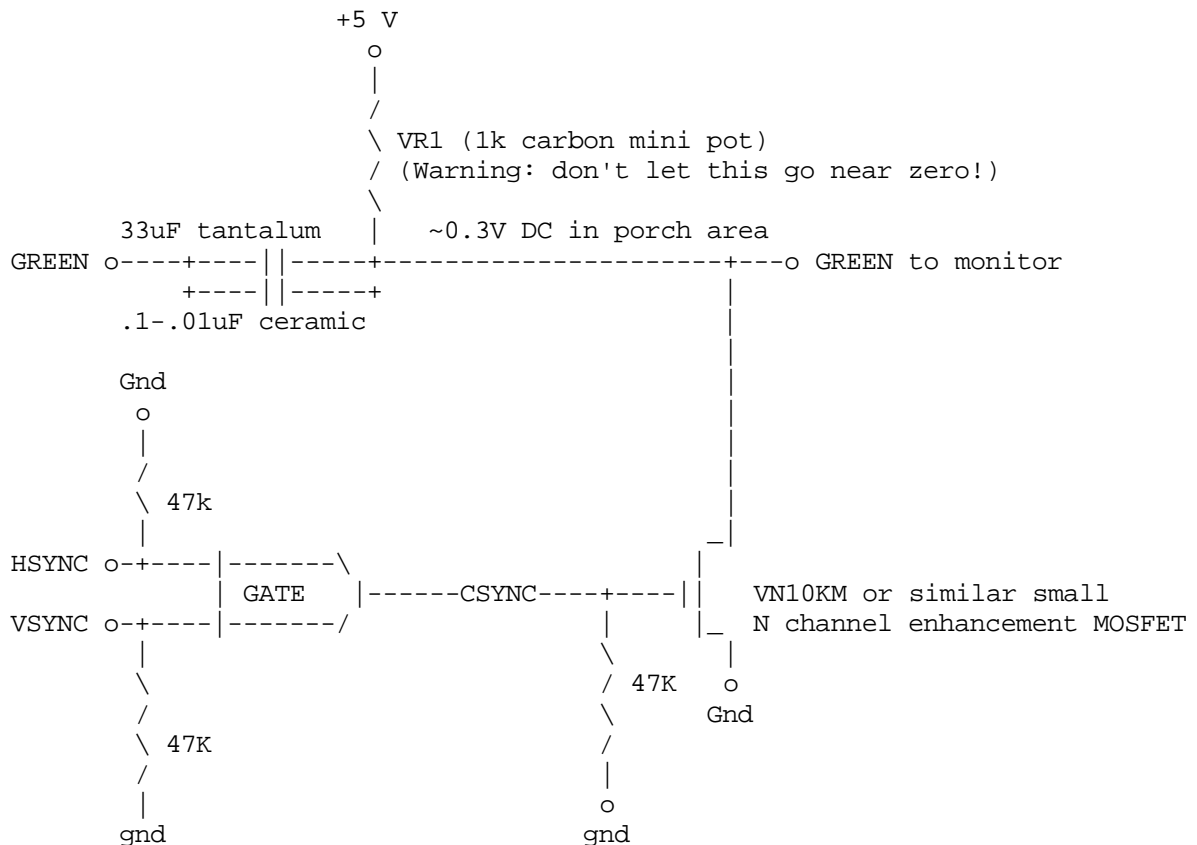 +5 V
VR1 (1k carbon mini pot)
(Warning: don't let this go near zero!)
33uF tantalum ~0.3V DC in porch area
GREEN GREEN to monitor
.1-.01uF ceramic
Gnd
47k
HSYNC
GATE CSYNC VN10KM or similar small
VSYNC N channel enhancement MOSFET
47K
Gnd
47K
gnd gnd